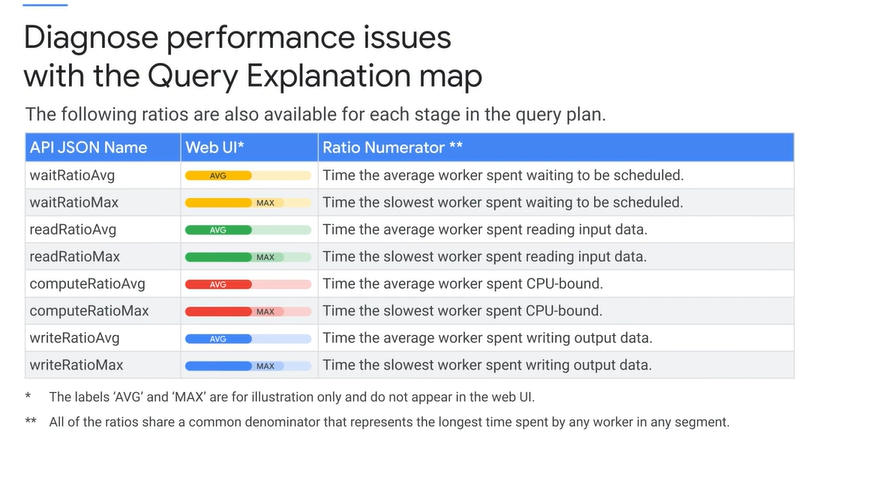 Diagnose performance issues
with the Query Explanation map
The following ratios are also available for each stage in the query plan.
API JSON Name Web UI* Ratio Numerator **
waitRatioAvg AVG Time the average worker spent waiting to be scheduled.
waitRatioMax MAX Time the slowest worker spent waiting to be scheduled.
readRatioAvg AVG Time the average worker spent reading input data.
readRatioMax MAX Time the slowest worker spent reading input data.
computeRatioAvg AVG Time the average worker spent CPU-bound.
computeRatioMax MAX Time the slowest worker spent CPU-bound.
writeRatioAvg AVG Time the average worker spent writing output data.
writeRatioMax MAX Time the slowest worker spent writing output data.
* The labels ‘AVG’ and ‘MAX’ are for illustration only and do not appear in the web UI.
** All of the ratios share a common denominator that represents the longest time spent by any worker in any segment.